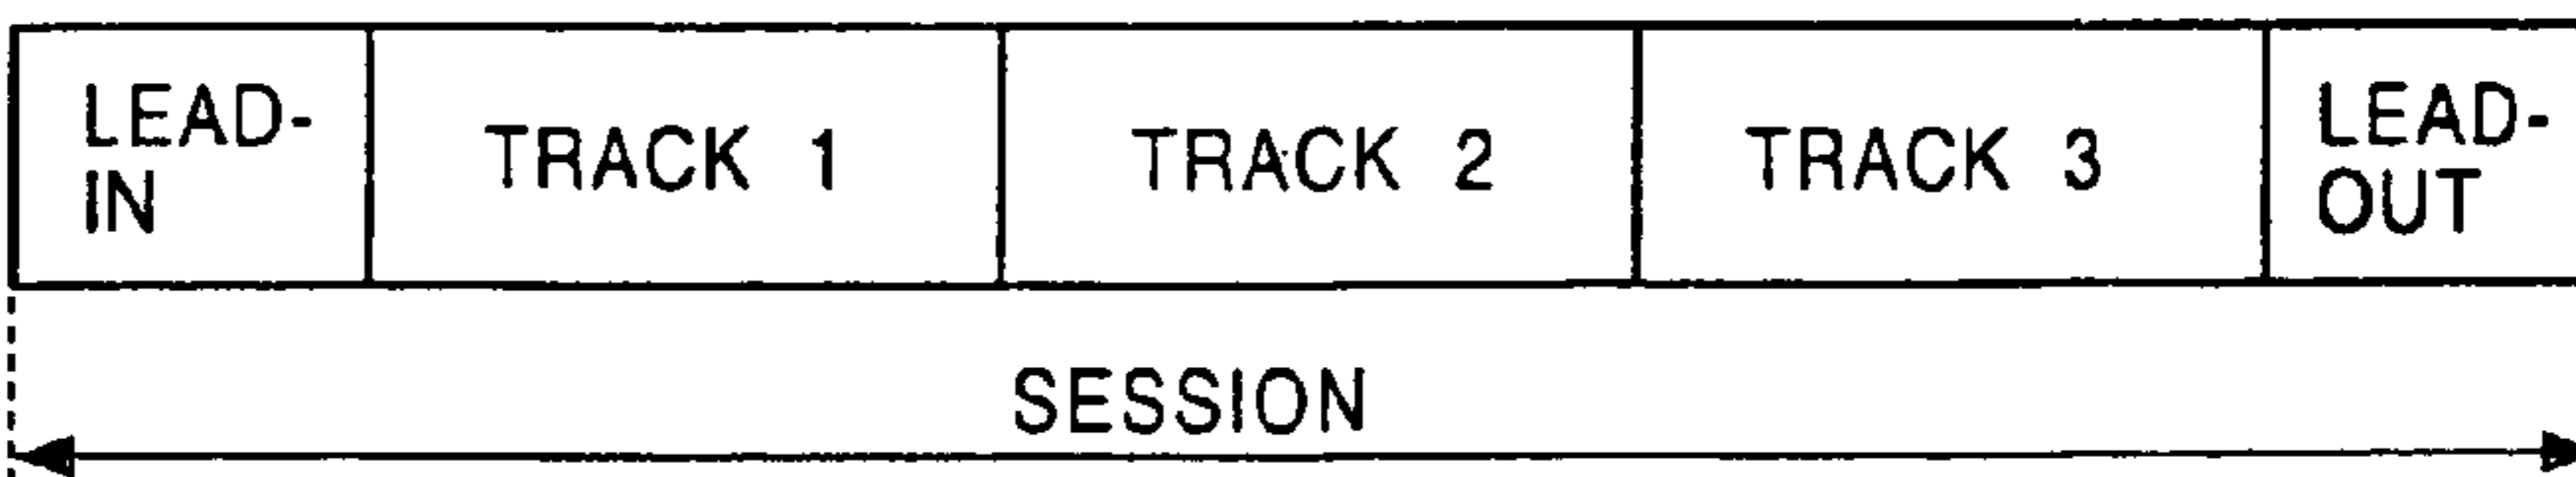 LEAD-
IN
TRACK 1
TRACK 2
TRACK 3
LEAD-
OUT
SESSION